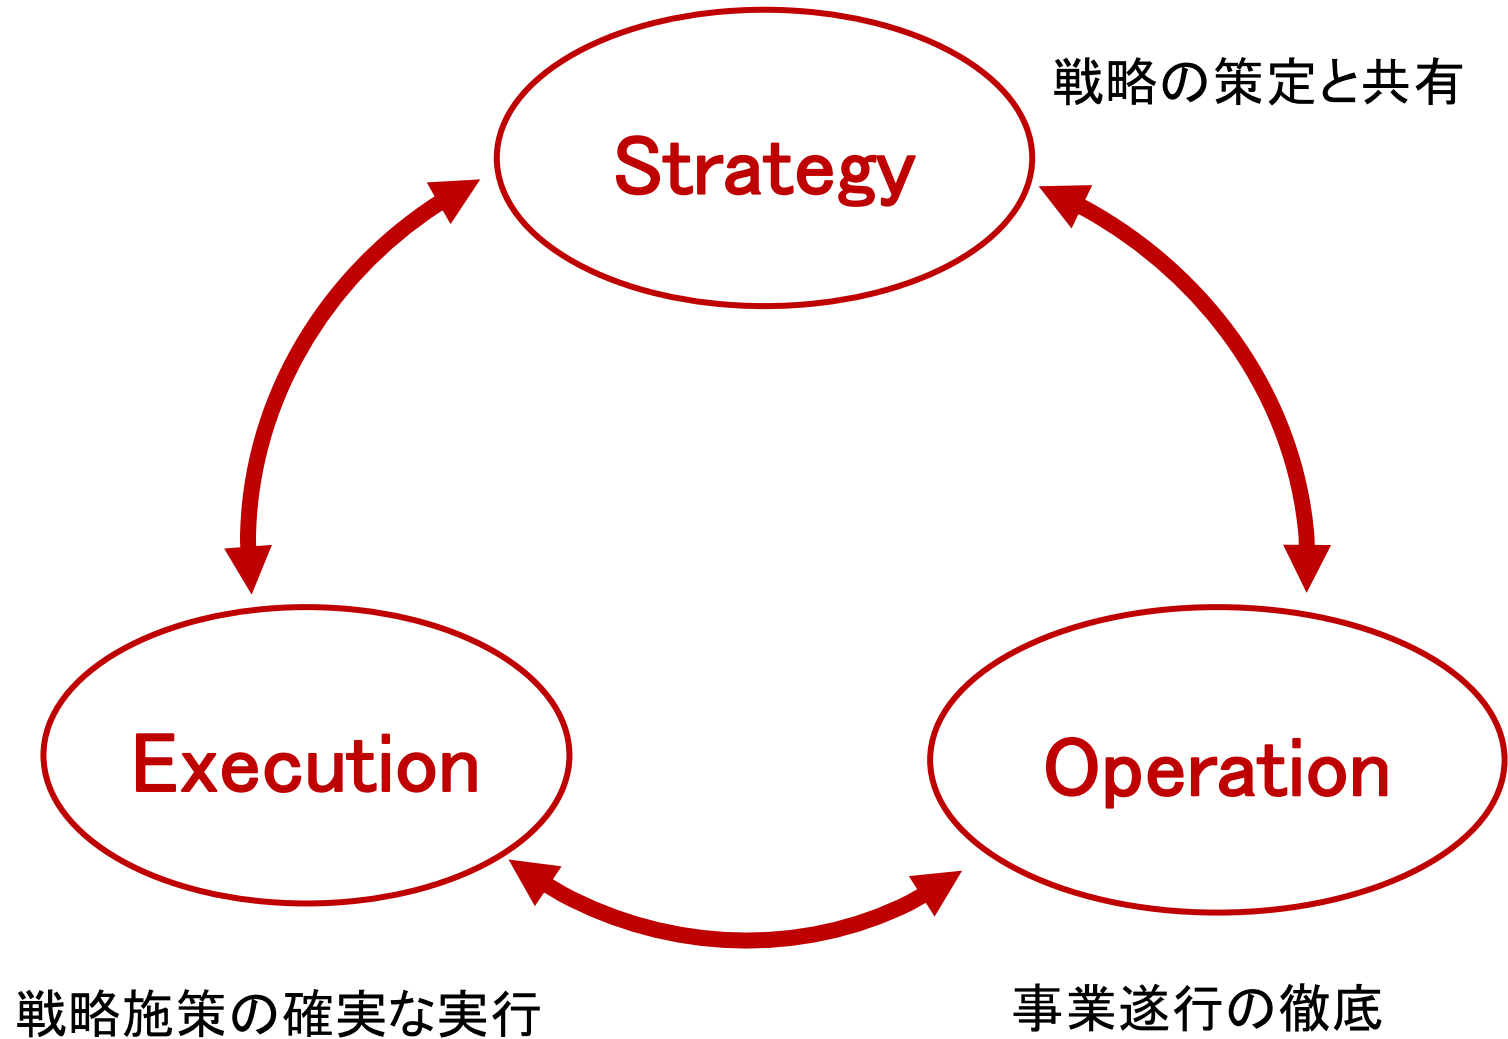 戦略の策定と共有
Strategy
Execution
Operation
戦略施策の確実な実行
事業遂行の徹底